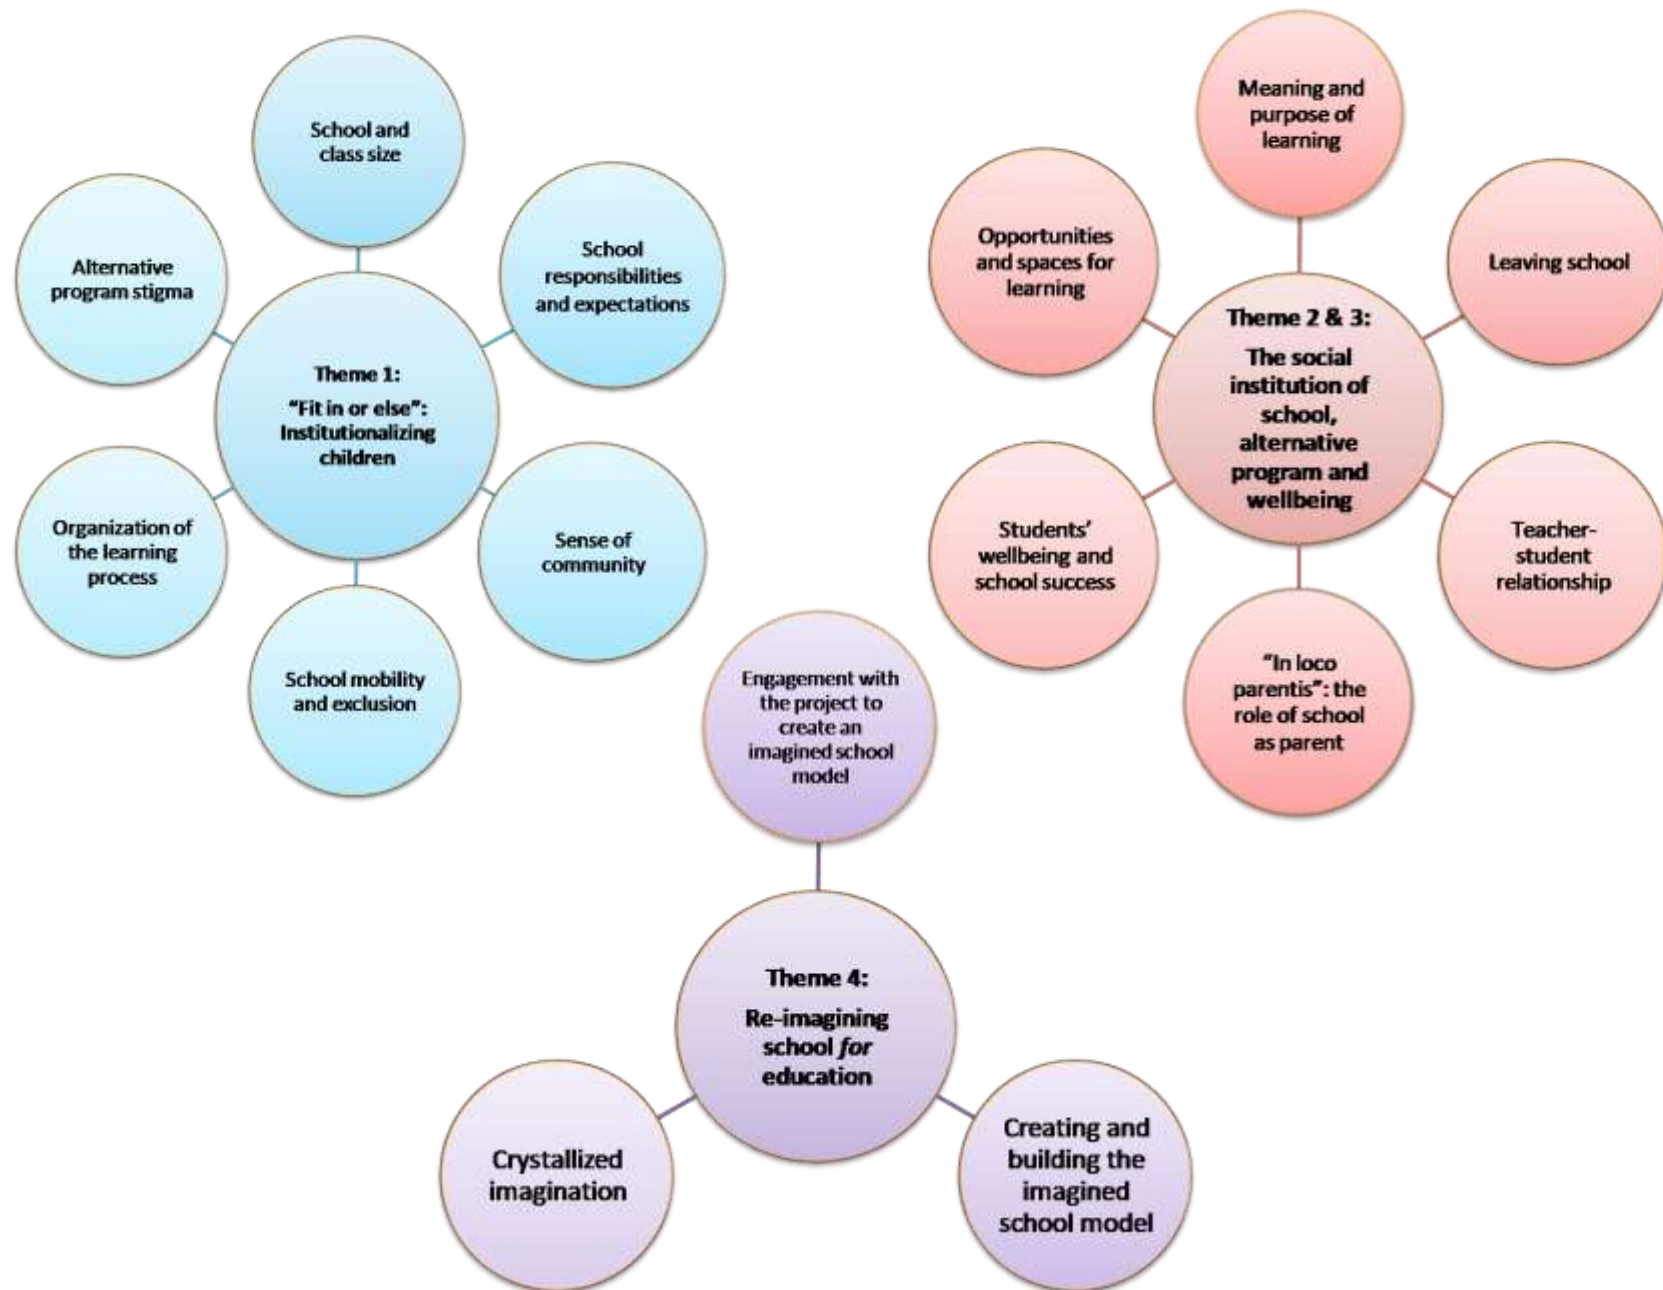 School and
class size
School
responsibilities
and expectations
Alternative
program stigma
Theme 1:
“Fit in or else”:
Institutionalizing
children
Organization of
the learning
process
Sense of
community
School mobility
and exclusion
Meaning and
purpose of
learning
Opportunities
and spaces for
learning
Leaving school
Theme 2 & 3:
The social
institution of
school,
alternative
program and
wellbeing
Students’
wellbeing and
school success
Teacher-
student
relationship
“In loco
parentis”: the
role of school
as parent
Engagement with
the project to
create an
imagined school
model
Theme 4:
Re-imagining
school for
education
Crystallized
imagination
Creating and
building the
imagined
school model